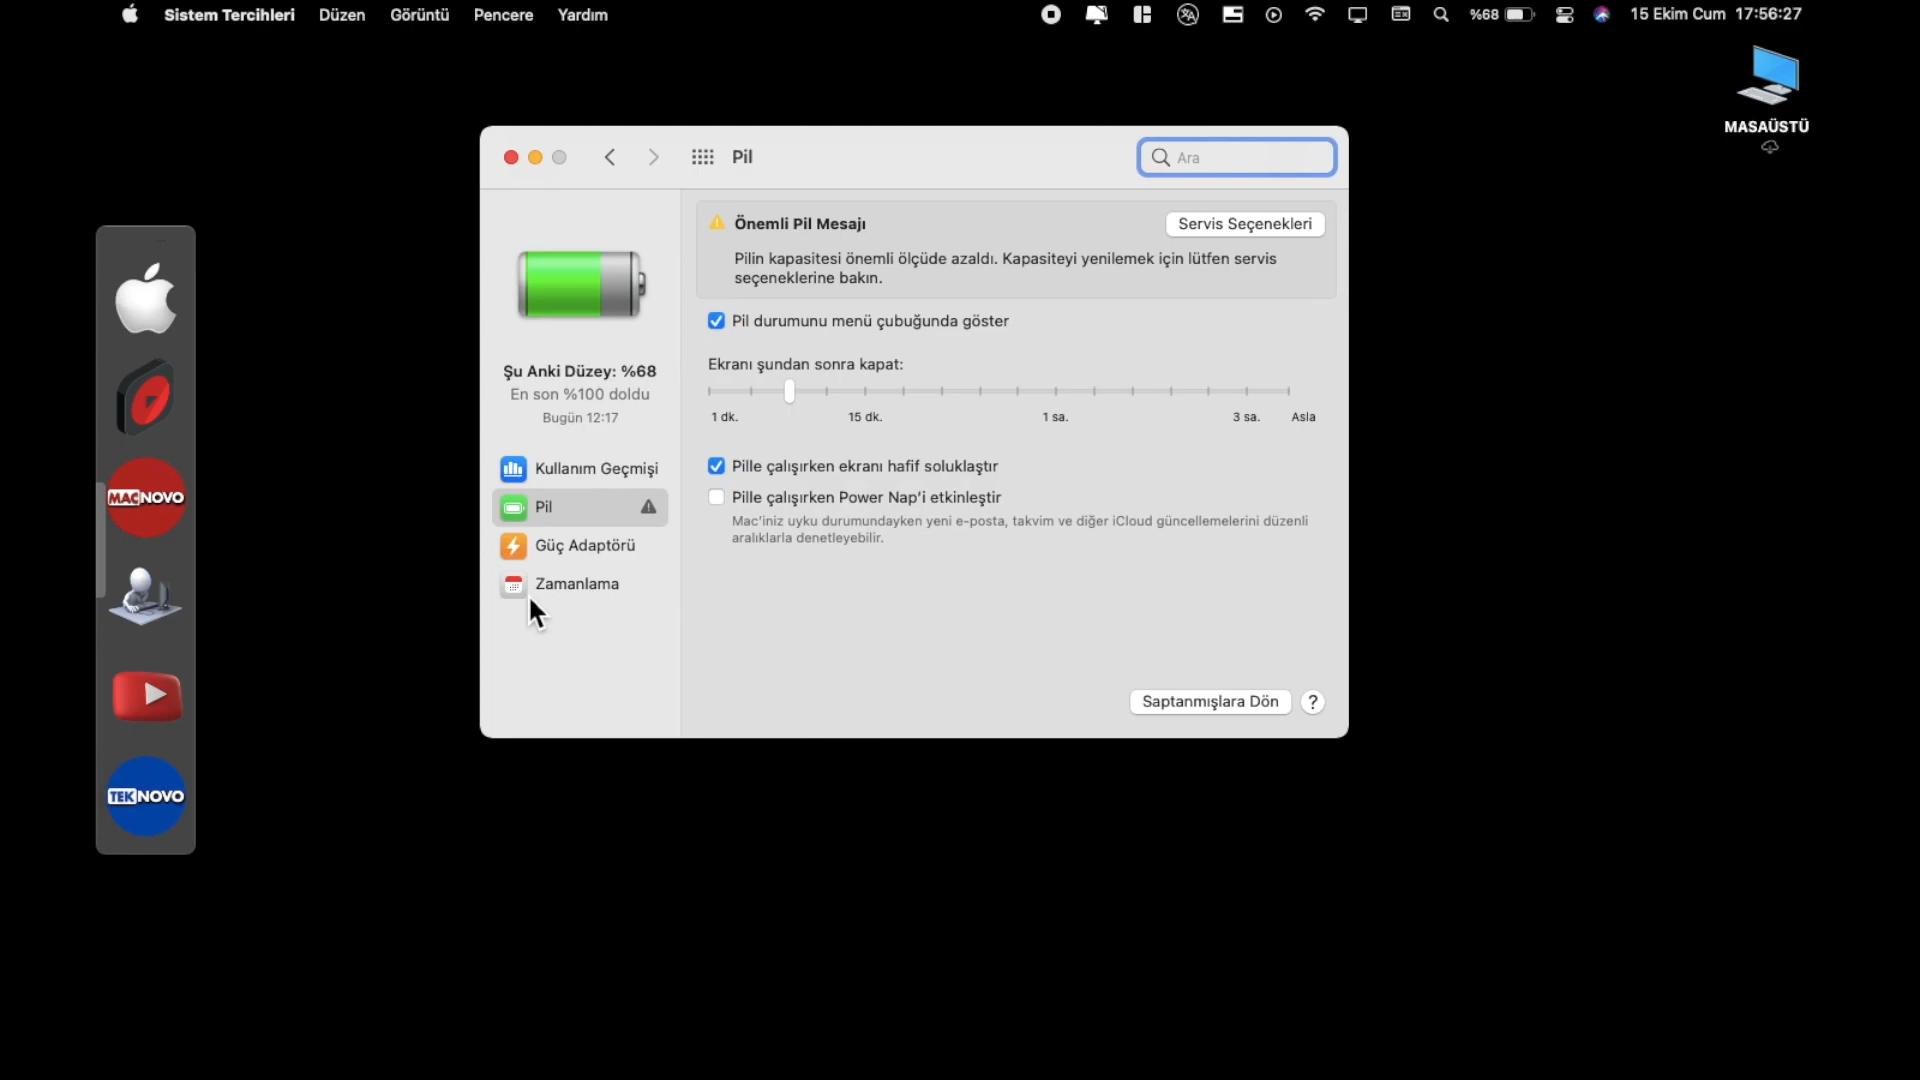 Sistem Tercihleri Düzen Görüntü Pencere Yardım %68 15 Ekim Cum 17:56:27
MASAÜSTÜ
Pil
Ara
Önemli Pil Mesajı
Servis Seçenekleri
Pilin kapasitesi önemli ölçüde azaldı. Kapasiteyi yenilemek için lütfen servis
seçeneklerine bakın.
Şu Anki Düzey: %68
En son %100 doldu
Bugün 12:17
Kullanım Geçmişi
Pil
Güç Adaptörü
Zamanlama
Pil durumunu menü çubuğunda göster
Ekranı şundan sonra kapat:
1 dk. 15 dk. 1 sa. 3 sa. Asla
Pille çalışırken ekranı hafif soluklaştır
Pille çalışırken Power Nap'i etkinleştir
Mac'iniz uyku durumundayken yeni e-posta, takvim ve diğer iCloud güncellemelerini düzenli
aralıklarla denetleyebilir.
Saptanmışlara Dön ?
MACNOVO
TEKNOVO